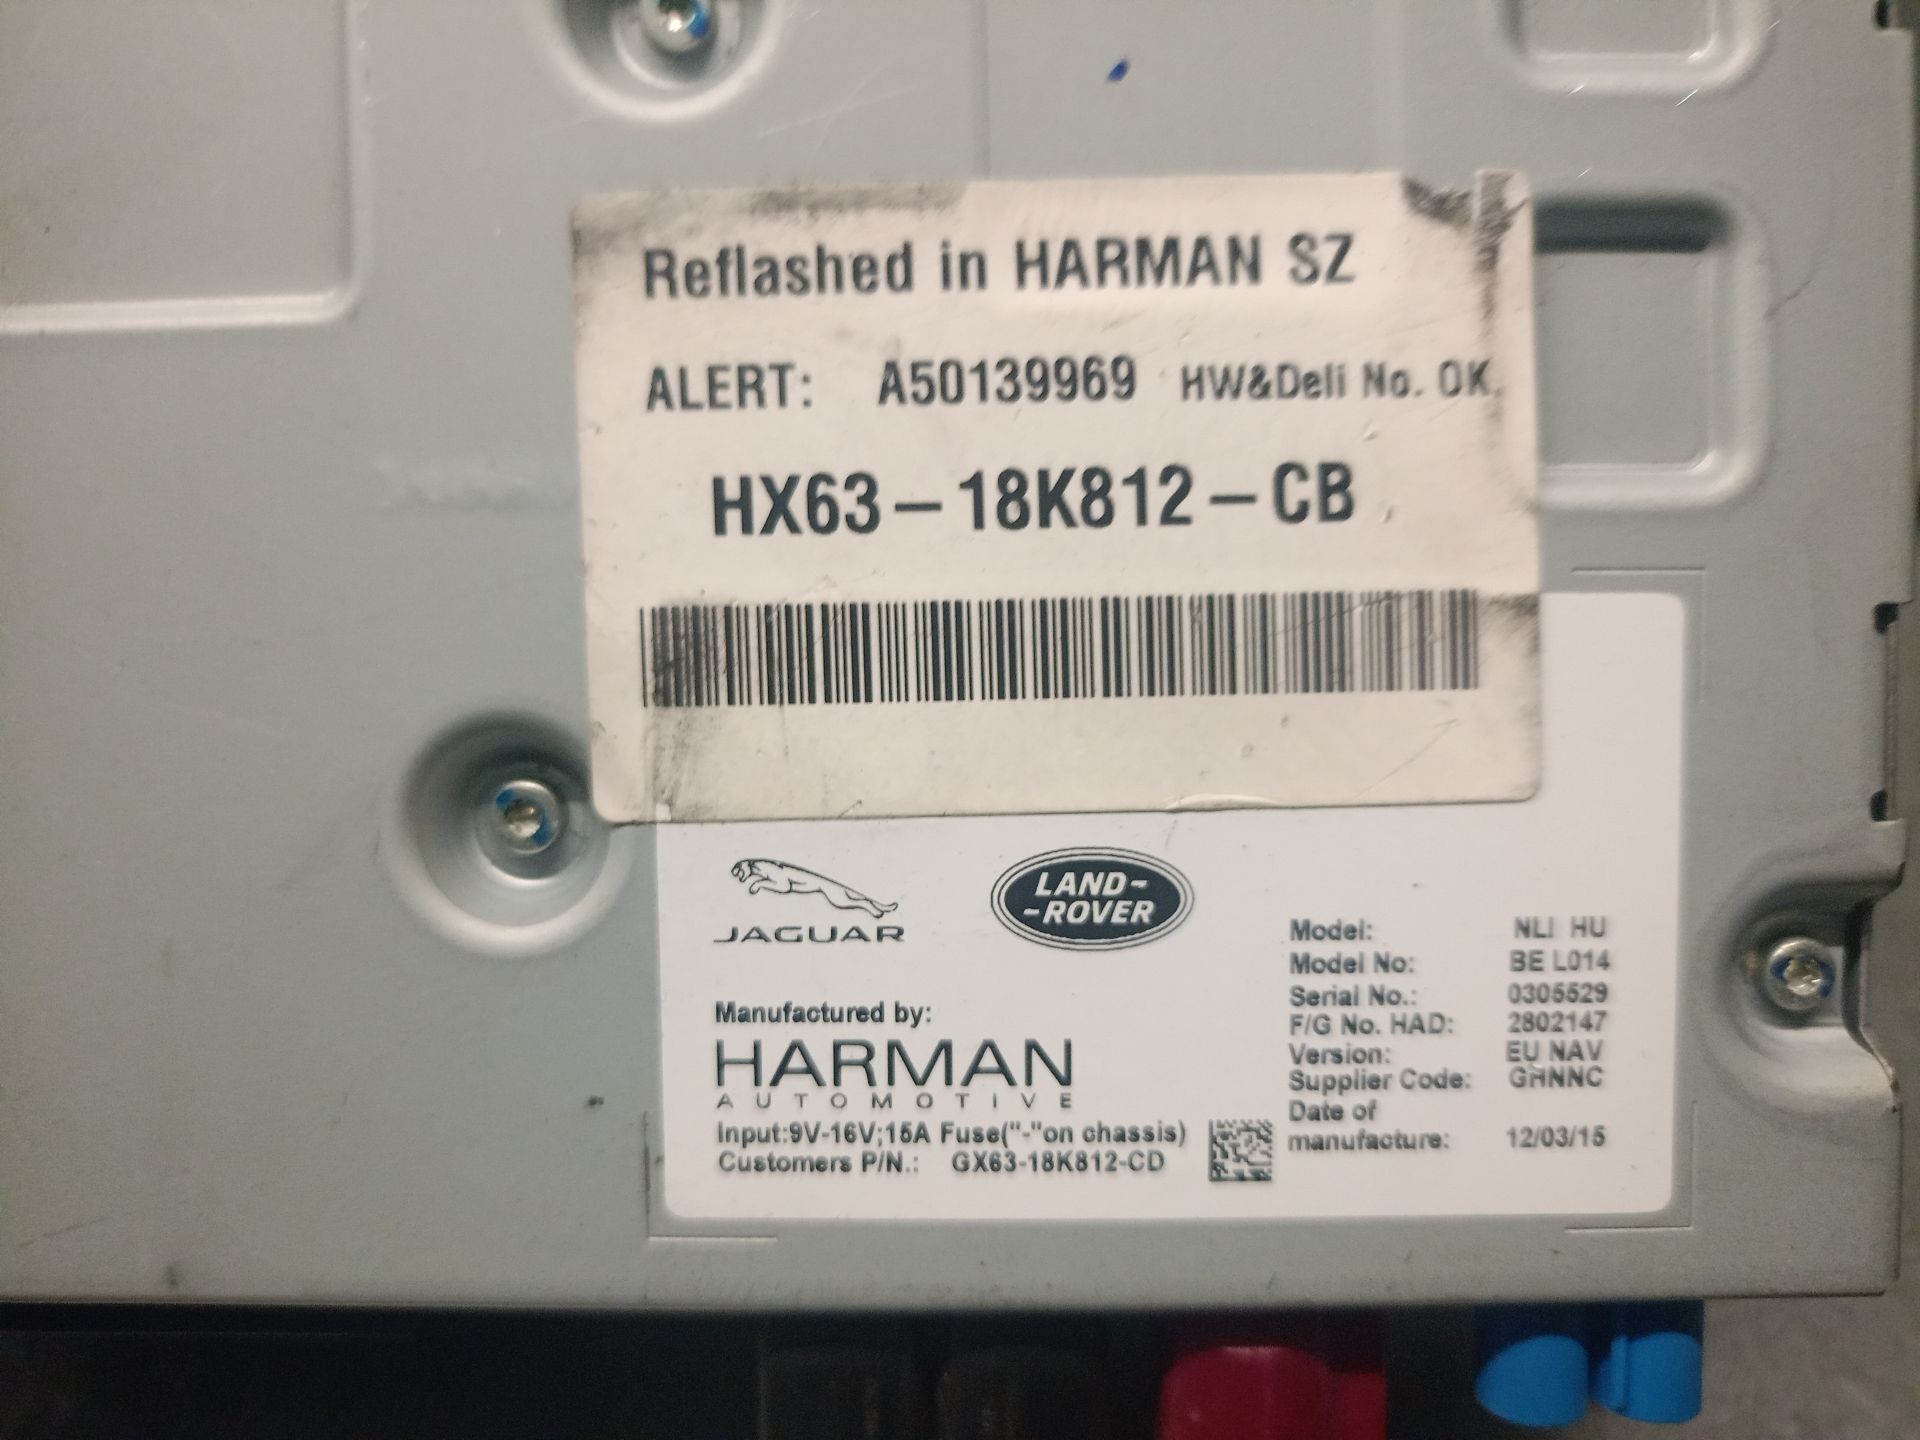 Reflashed in HARMAN SZ
ALERT: A50139969 HW&Deli No. OK.
HX63-18K812-CB
JAGUAR
LAND-
-ROVER
Manufactured by:
HARMAN
AUTOMOTIVE
Input:9V-16V;15A Fuse("-"on chassis)
Customers P/N.: GX63-18K812-CD
Model: NLI HU
Model No: BE L014
Serial No.: 0305529
F/G No. HAD: 2802147
Version: EU NAV
Supplier Code: GHNNC
Date of
manufacture: 12/03/15